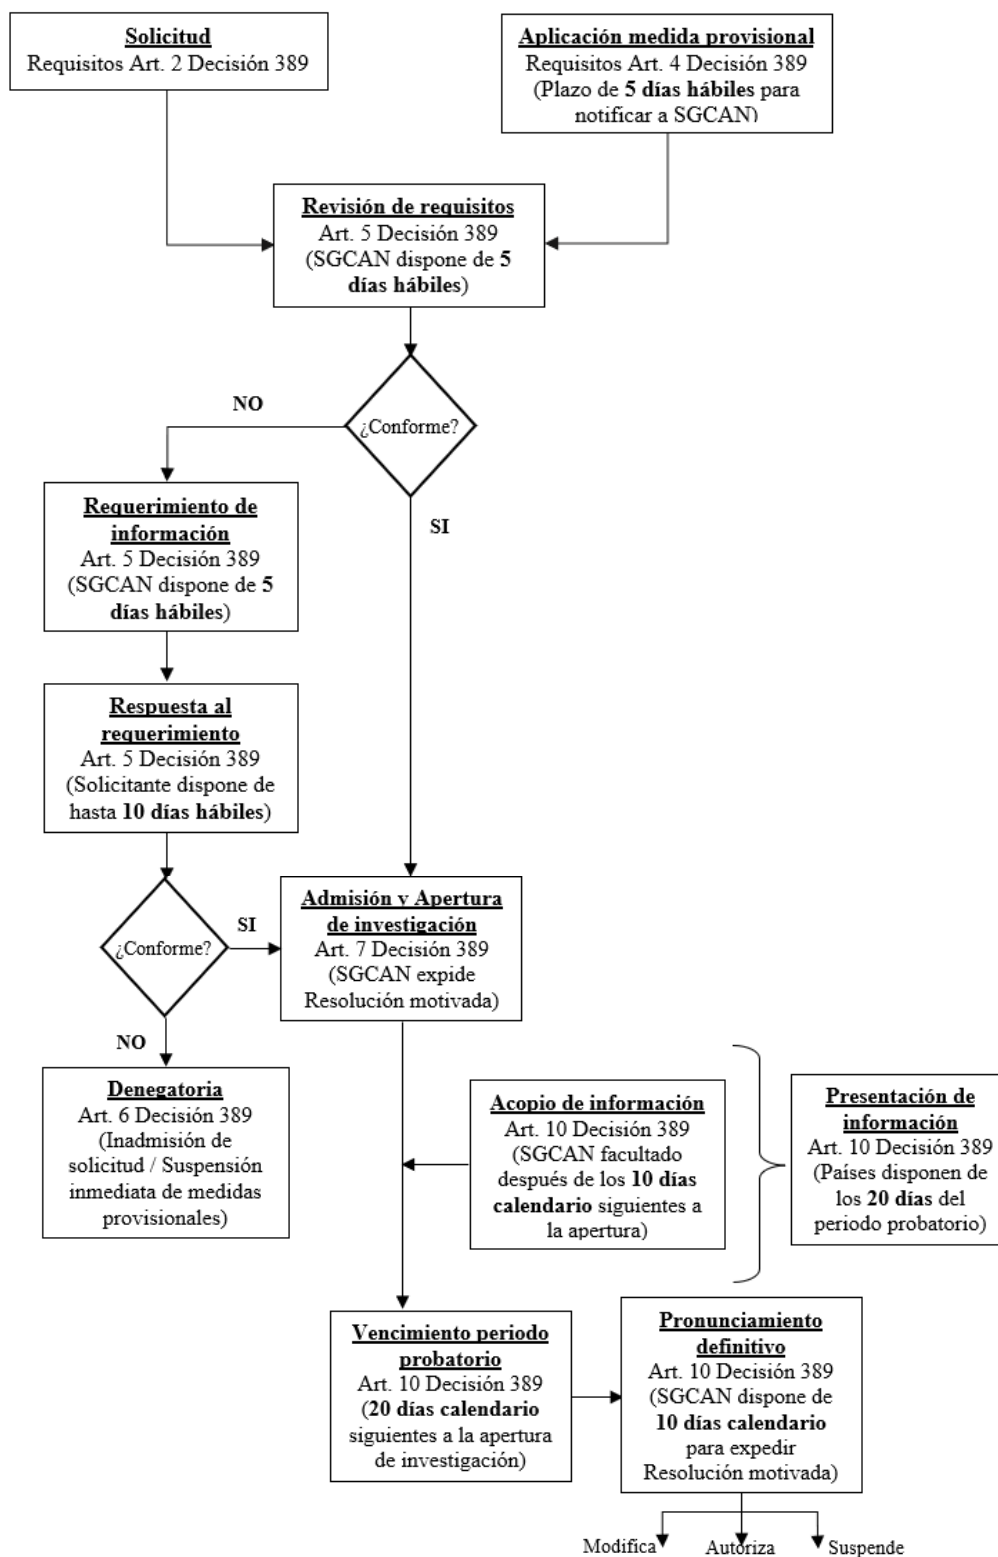 Solicitud
Requisitos Art. 2 Decisión 389
Aplicación medida provisional
Requisitos Art. 4 Decisión 389
(Plazo de 5 días hábiles para
notificar a SGCAN)
Revisión de requisitos
Art. 5 Decisión 389
(SGCAN dispone de 5
días hábiles)
¿Conforme?
NO
SI
Requerimiento de
información
Art. 5 Decisión 389
(SGCAN dispone de 5
días hábiles)
Respuesta al
requerimiento
Art. 5 Decisión 389
(Solicitante dispone de
hasta 10 días hábiles)
¿Conforme?
SI
NO
Admisión y Apertura
de investigación
Art. 7 Decisión 389
(SGCAN expide
Resolución motivada)
Denegatoria
Art. 6 Decisión 389
(Inadmisión de
solicitud / Suspensión
inmediata de medidas
provisionales)
Acopio de información
Art. 10 Decisión 389
(SGCAN facultado
después de los 10 días
calendario siguientes a
la apertura)
Presentación de
información
Art. 10 Decisión 389
(Países disponen de
los 20 días del
periodo probatorio)
Vencimiento periodo
probatorio
Art. 10 Decisión 389
(20 días calendario
siguientes a la apertura
de investigación)
Pronunciamiento
definitivo
Art. 10 Decisión 389
(SGCAN dispone de
10 días calendario
para expedir
Resolución motivada)
Modifica
Autoriza
Suspende